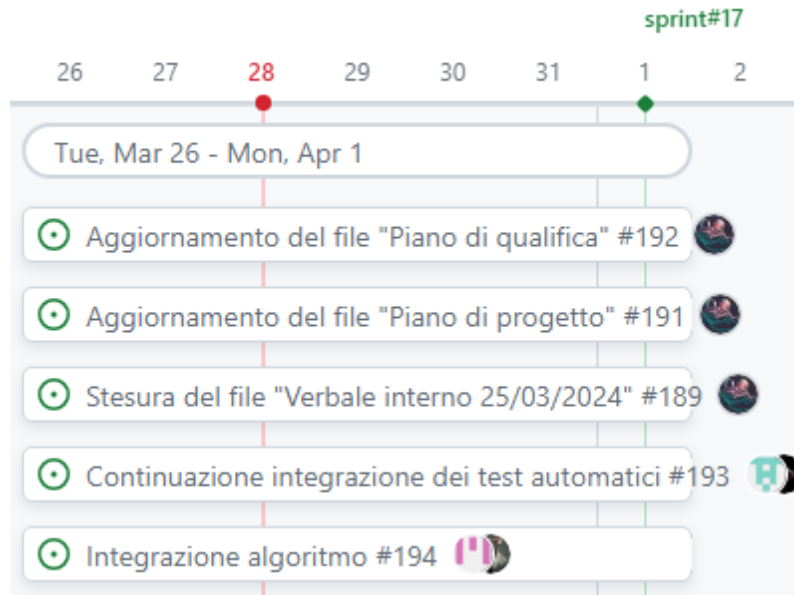 sprint#17
26 27 28 29 30 31 1 2
Tue, Mar 26 - Mon, Apr 1
Aggiornamento del file "Piano di qualifica" #192
Aggiornamento del file "Piano di progetto" #191
Stesura del file "Verbale interno 25/03/2024" #189
Continuazione integrazione dei test automatici #193
Integrazione algoritmo #194